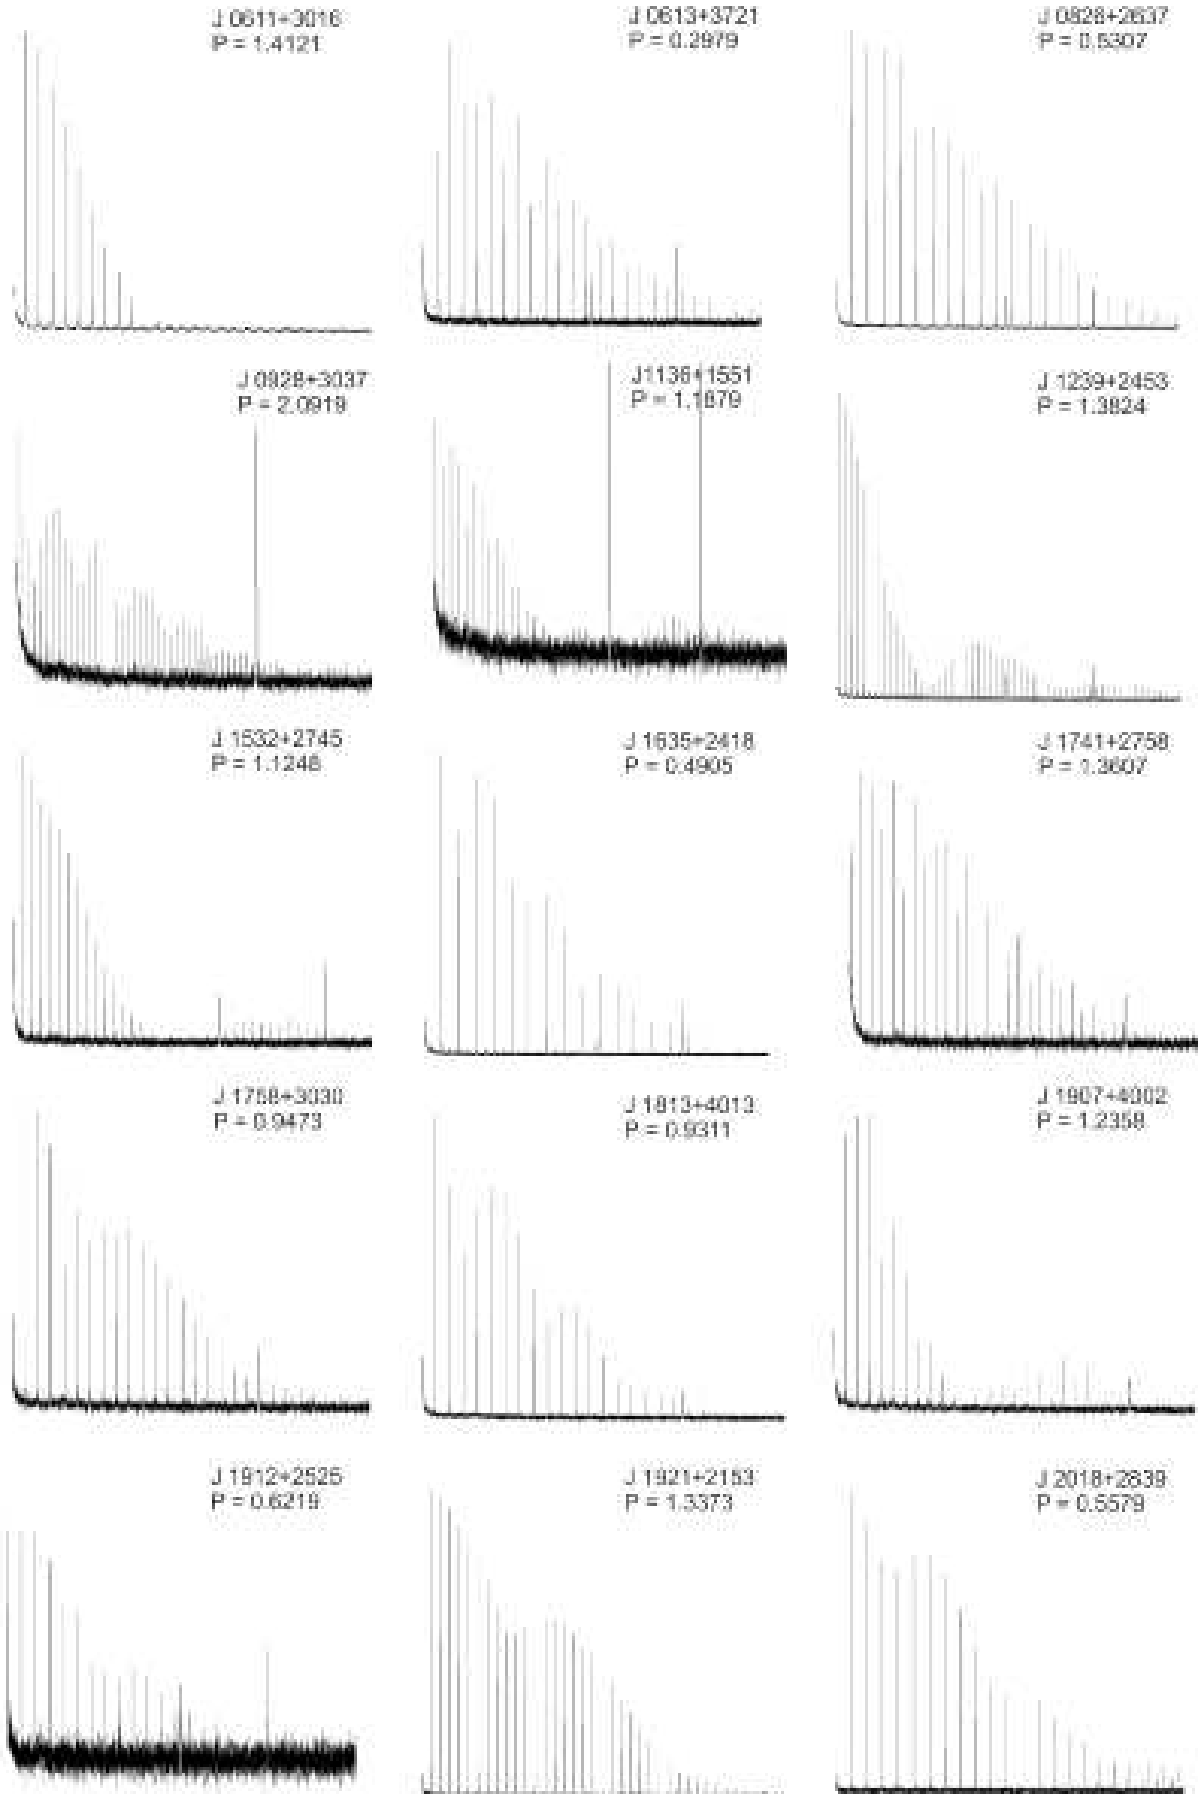 J 0611+3016
P = 1.4121
J 0613+3721
P = 0.2979
J 0826+2637
P = 0.5307
J 0928+3037
P = 2.0919
J1136+1551
P = 1.1879
J 1239+2453
P = 1.3824
J 1532+2745
P = 1.1248
J 1635+2418
P = 0.4905
J 1741+2758
P = 1.3607
J 1758+3030
P = 0.9473
J 1813+4013
P = 0.9311
J 1907+4002
P = 1.2358
J 1912+2525
P = 0.6219
J 1921+2153
P = 1.3373
J 2018+2839
P = 0.5579